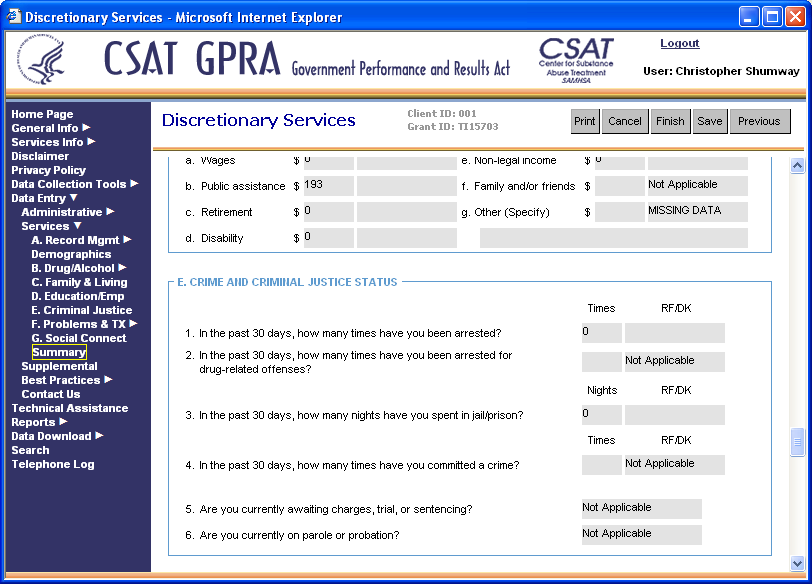 Discretionary Services - Microsoft Internet Explorer
CSAT GPRA Government Performance and Results Act
CSAT
Center for Substance
Abuse Treatment
SAMHSA
Logout
User: Christopher Shumway
Home Page
General Info
Services Info
Disclaimer
Privacy Policy
Data Collection Tools
Data Entry
Administrative
Services
A. Record Mgmt
Demographics
B. Drug/Alcohol
C. Family & Living
D. Education/Emp
E. Criminal Justice
F. Problems & TX
G. Social Connect
Summary
Supplemental
Best Practices
Contact Us
Technical Assistance
Reports
Data Download
Search
Telephone Log
Discretionary Services
Client ID: 001
Grant ID: TI15703
Print Cancel Finish Save Previous
a. Wages $ 0 e. Non-legal income $ 0
b. Public assistance $ 193 f. Family and/or friends $ Not Applicable
c. Retirement $ 0 g. Other (Specify) $ MISSING DATA
d. Disability $ 0
E. CRIME AND CRIMINAL JUSTICE STATUS
Times RF/DK
1. In the past 30 days, how many times have you been arrested? 0
2. In the past 30 days, how many times have you been arrested for Not Applicable
drug-related offenses?
Nights RF/DK
3. In the past 30 days, how many nights have you spent in jail/prison? 0
Times RF/DK
4. In the past 30 days, how many times have you committed a crime? Not Applicable
5. Are you currently awaiting charges, trial, or sentencing? Not Applicable
6. Are you currently on parole or probation? Not Applicable